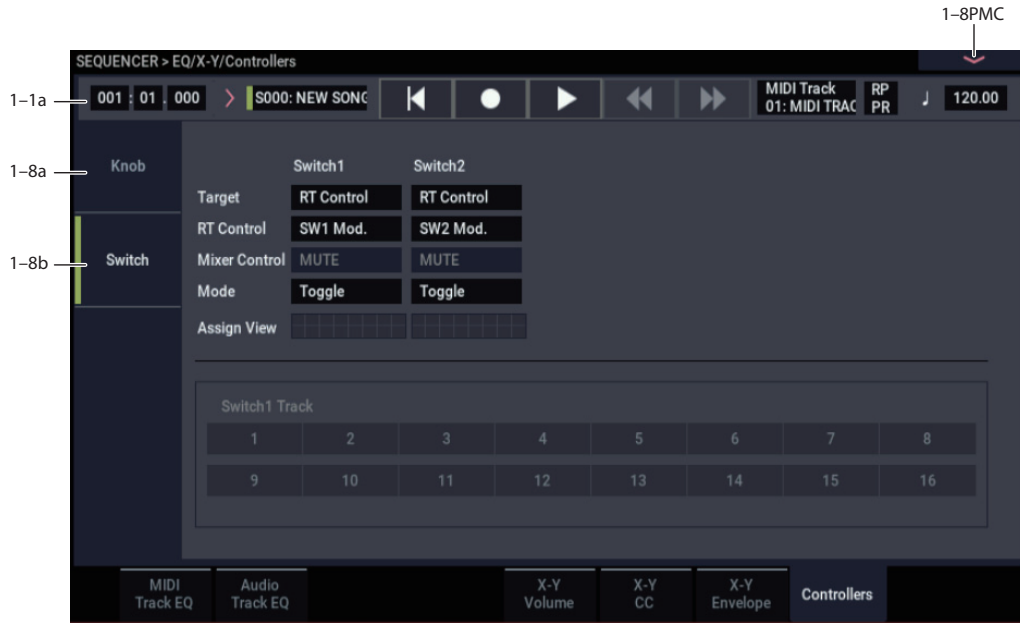 1–8PMC
SEQUENCER > EQ/X-Y/Controllers
1–1a
001 : 01 . 000 S000: NEW SONG MIDI Track RP 120.00
01: MIDI TRAC PR
1–8a
Knob
Switch1 Switch2
Target RT Control RT Control
RT Control SW1 Mod. SW2 Mod.
1–8b
Switch
Mixer Control MUTE MUTE
Mode Toggle Toggle
Assign View
Switch1 Track
1 2 3 4 5 6 7 8
9 10 11 12 13 14 15 16
MIDI Track EQ
Audio Track EQ
X-Y Volume
X-Y CC
X-Y Envelope
Controllers